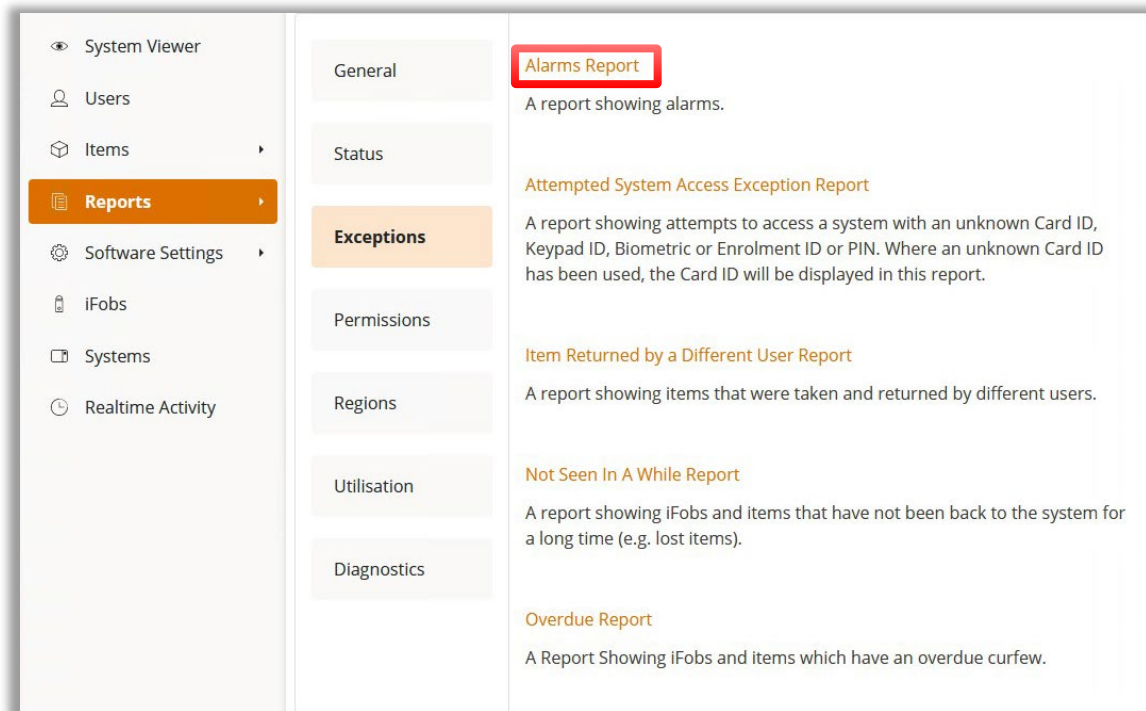 System Viewer
Users
Items
Reports
Software Settings
iFobs
Systems
Realtime Activity
General
Status
Exceptions
Permissions
Regions
Utilisation
Diagnostics
Alarms Report
A report showing alarms.
Attempted System Access Exception Report
A report showing attempts to access a system with an unknown Card ID,
Keypad ID, Biometric or Enrolment ID or PIN. Where an unknown Card ID
has been used, the Card ID will be displayed in this report.
Item Returned by a Different User Report
A report showing items that were taken and returned by different users.
Not Seen In A While Report
A report showing iFobs and items that have not been back to the system for
a long time (e.g. lost items).
Overdue Report
A Report Showing iFobs and items which have an overdue curfew.